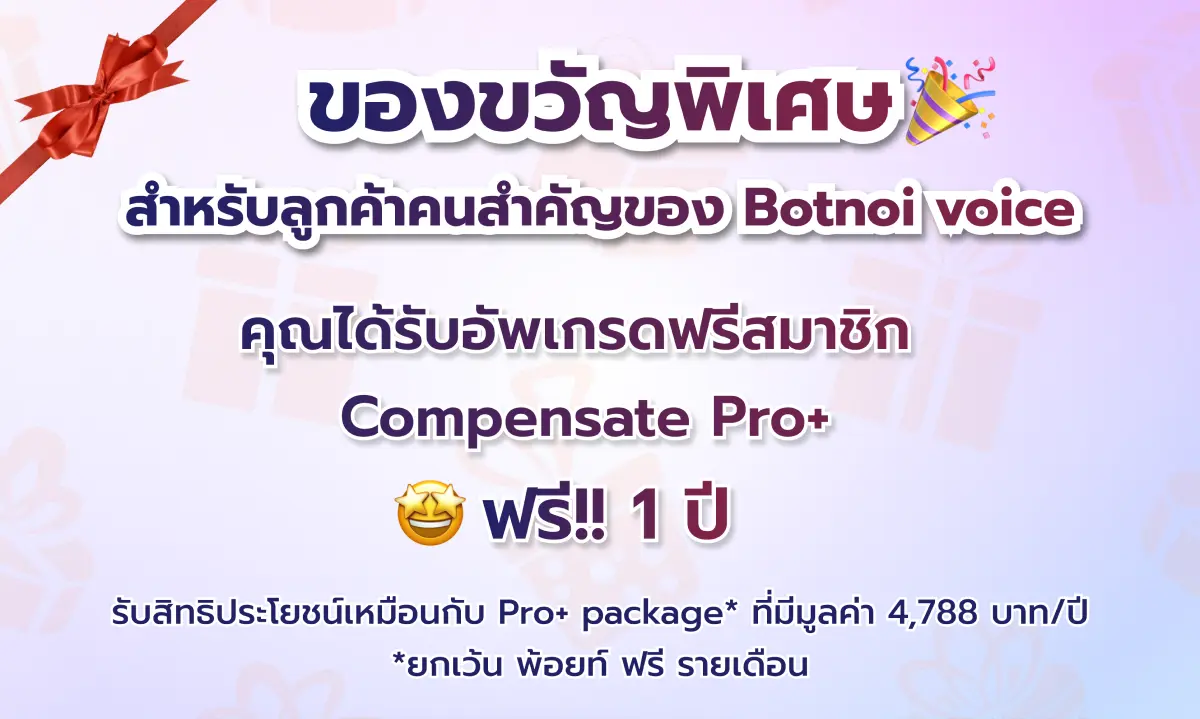 ของขวัญพิเศษ
สำหรับลูกค้าคนสำคัญของ Botnoi voice
คุณได้รับอัพเกรดฟรีสมาชิก
Compensate Pro+
ฟรี!! 1 ปี
รับสิทธิประโยชน์เหมือนกับ Pro+ package* ที่มีมูลค่า 4,788 บาท/ปี
*ยกเว้น พ้อยท์ ฟรี รายเดือน